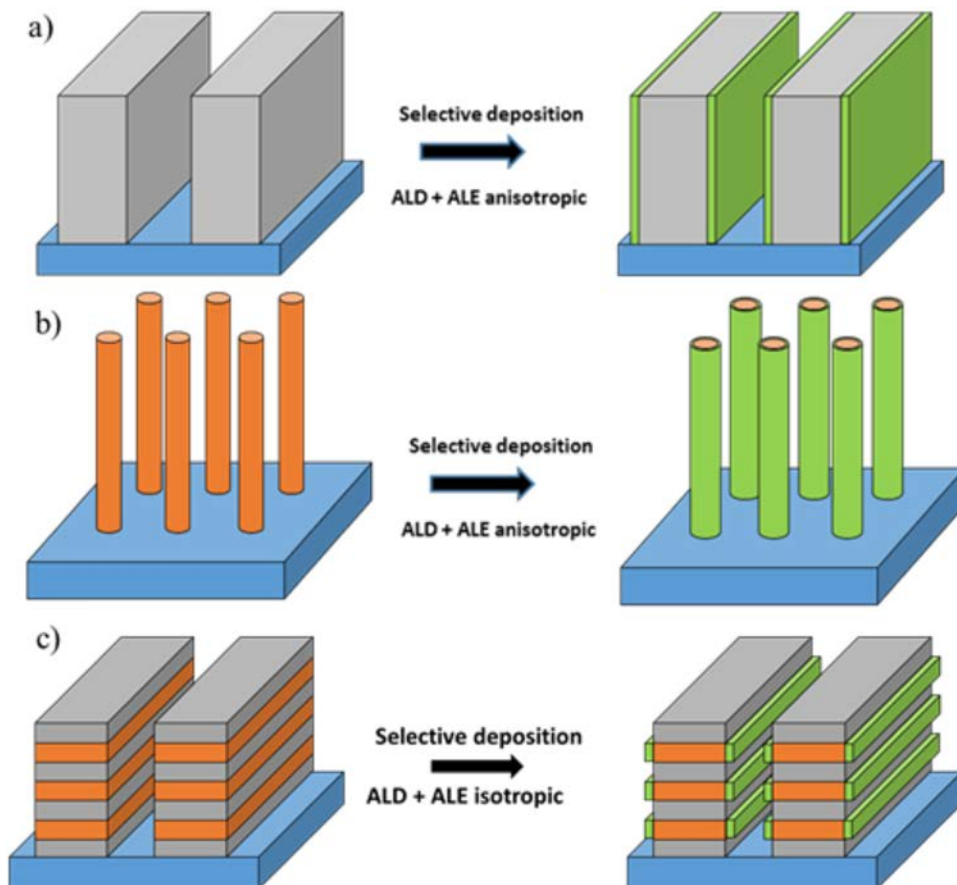 a)
Selective deposition
ALD + ALE anisotropic
b)
Selective deposition
ALD + ALE anisotropic
c)
Selective deposition
ALD + ALE isotropic